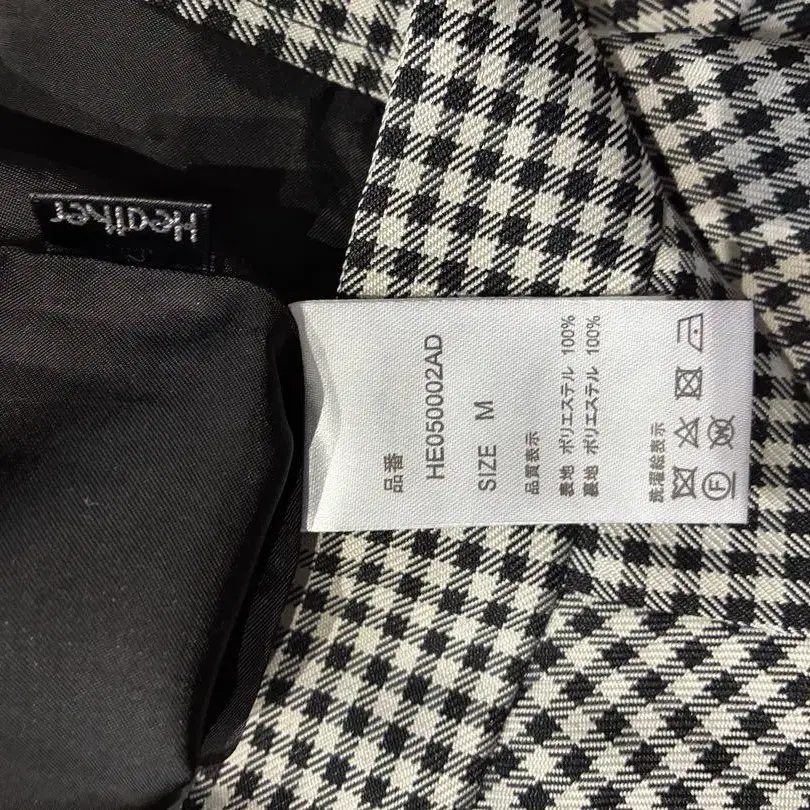 Heather
品番
HE050002AD
SIZE M
品質表示
表地 ポリエステル 100%
裏地 ポリエステル 100%
洗濯絵表示
F
W